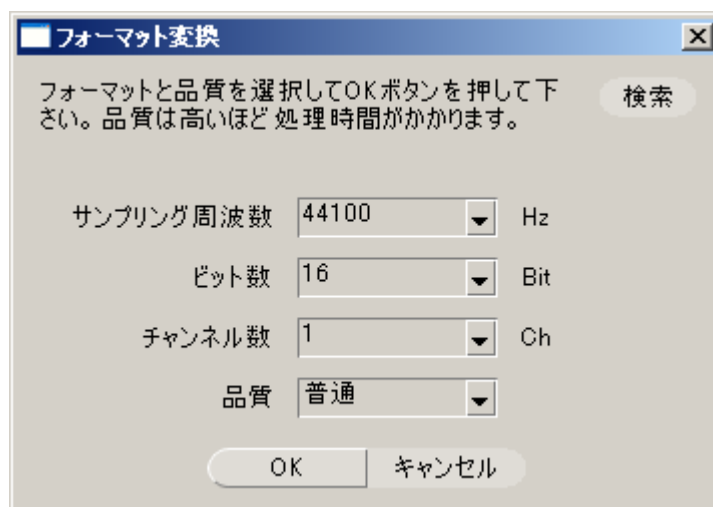 フォーマット変換
フォーマットと品質を選択してOKボタンを押して下
さい。品質は高いほど処理時間がかかります。
検索
サンプリング周波数 44100 Hz
ビット数 16 Bit
チャンネル数 1 Ch
品質 普通
OK キャンセル